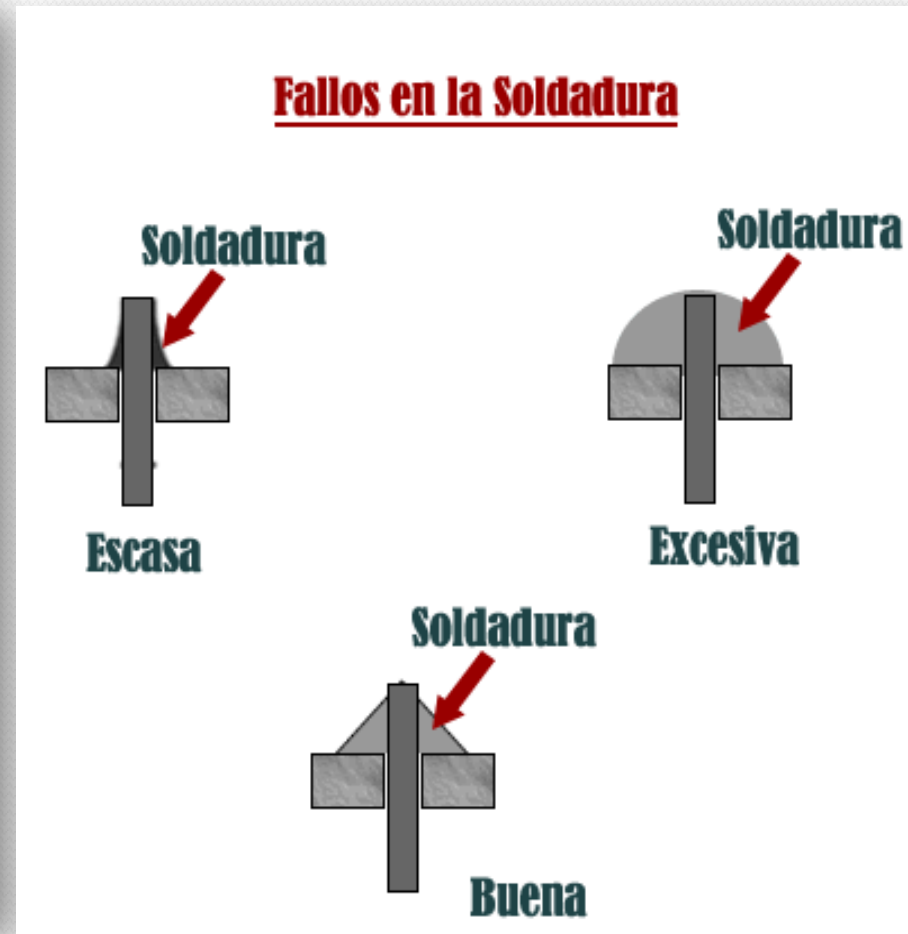 Fallos en la Soldadura
Soldadura
Soldadura
Escasa
Excesiva
Soldadura
Buena